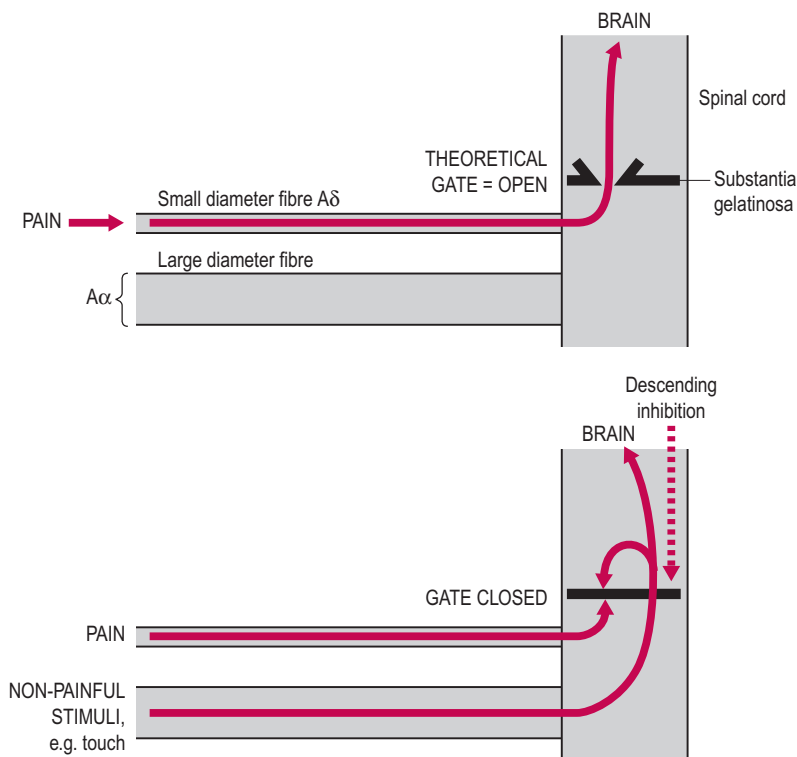 BRAIN
Spinal cord
THEORETICAL
GATE = OPEN
Substantia
gelatinosa
Small diameter fibre Aδ
PAIN
Large diameter fibre
Aα
Descending
inhibition
BRAIN
GATE CLOSED
PAIN
NON-PAINFUL
STIMULI,
e.g. touch